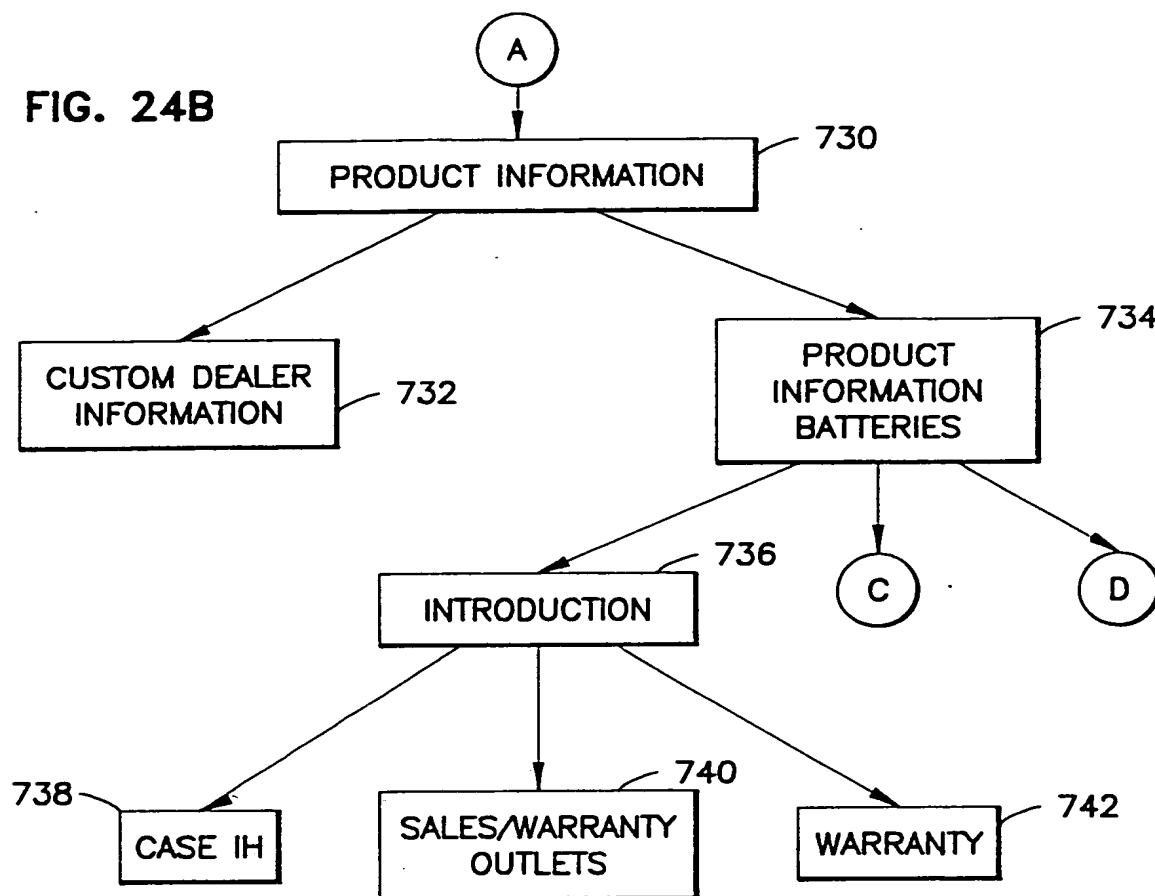 A
FIG. 24B
730
PRODUCT INFORMATION
734
CUSTOM DEALER
INFORMATION
732
PRODUCT
INFORMATION
BATTERIES
736
INTRODUCTION
C
D
738
CASE IH
740
SALES/WARRANTY
OUTLETS
742
WARRANTY